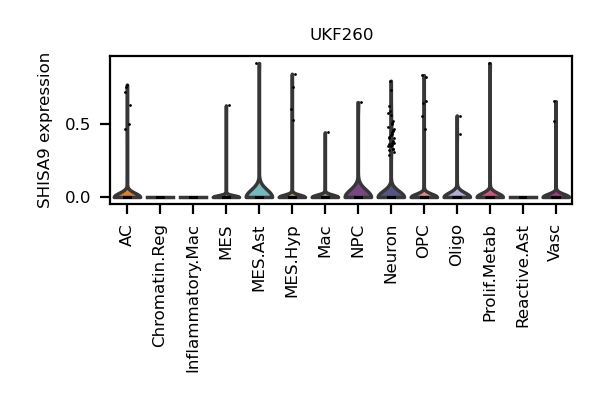 UKF260
SHISA9 expression
0.5
0.0
AC
Chromatin.Reg
Inflammatory.Mac
MES
MES.Ast
MES.Hyp
Mac
NPC
Neuron
OPC
Oligo
Prolif.Metab
Reactive.Ast
Vasc